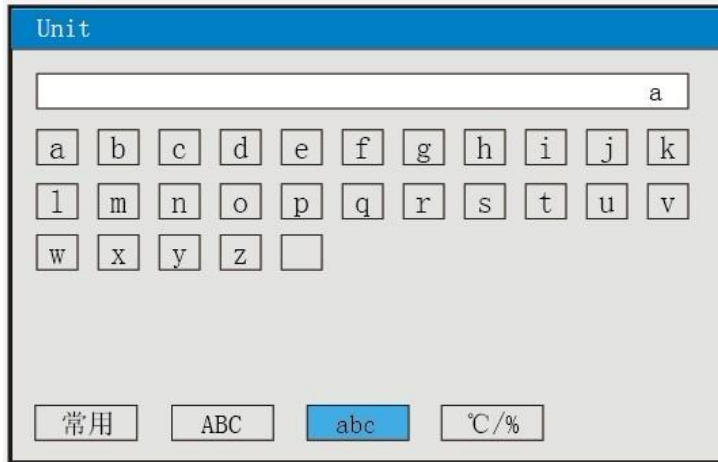 Unit
a
a b c d e f g h i j k
l m n o p q r s t u v
w x y z
常用 ABC abc ℃/%